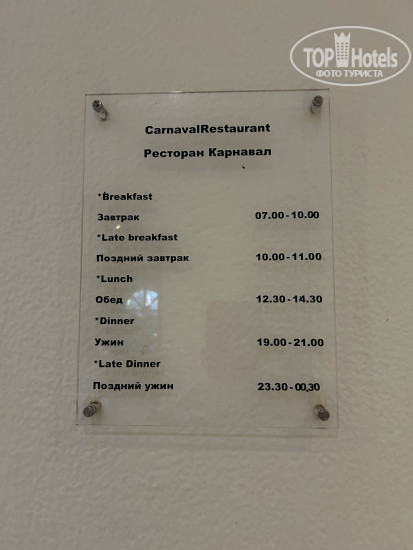 TOP Hotels
ФОТО ТУРИСТА
CarnavalRestaurant
Ресторан Карнавал
*Breakfast
Завтрак 07.00-10.00
*Late breakfast
Поздний завтрак 10.00-11.00
*Lunch
Обед 12.30-14.30
*Dinner
Ужин 19.00-21.00
*Late Dinner
Поздний ужин 23.30-00,30